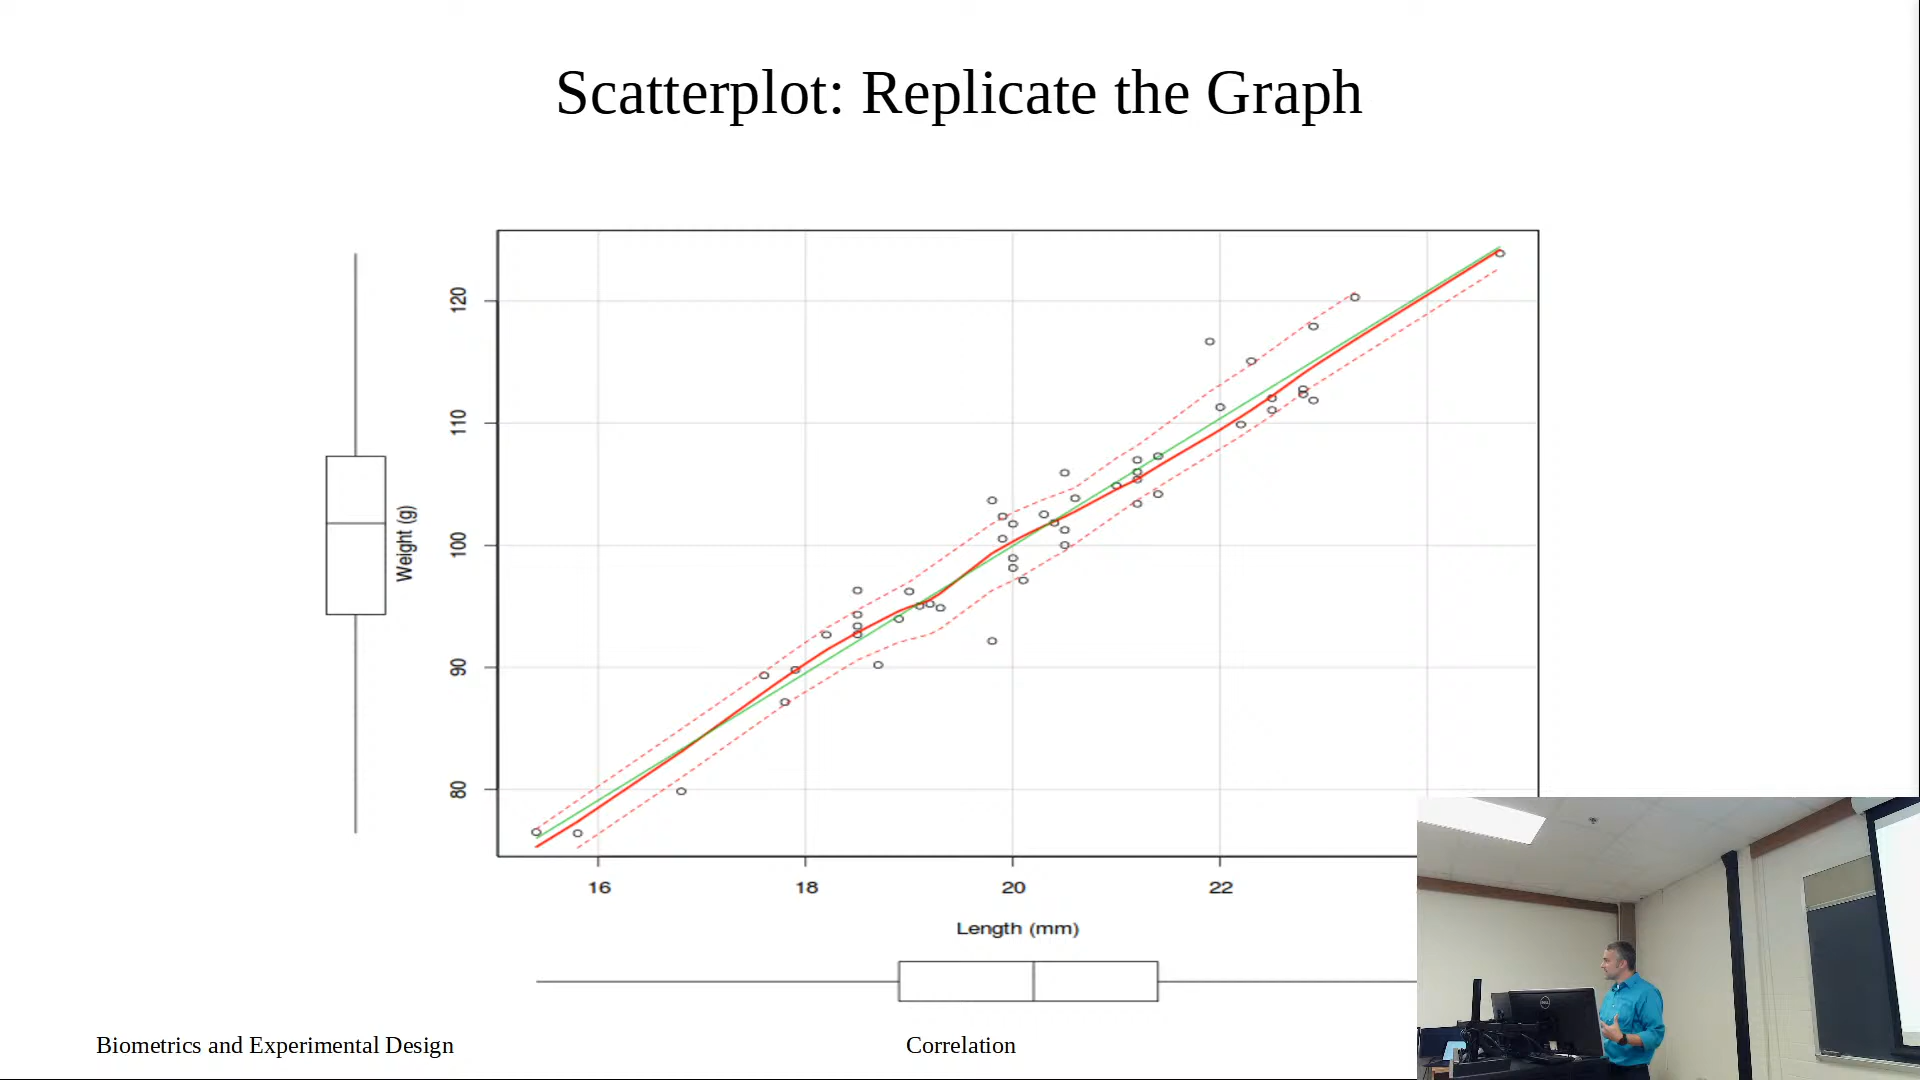 Scatterplot: Replicate the Graph
120
110
100
90
80
Weight (g)
16 18 20 22
Length (mm)
Biometrics and Experimental Design
Correlation